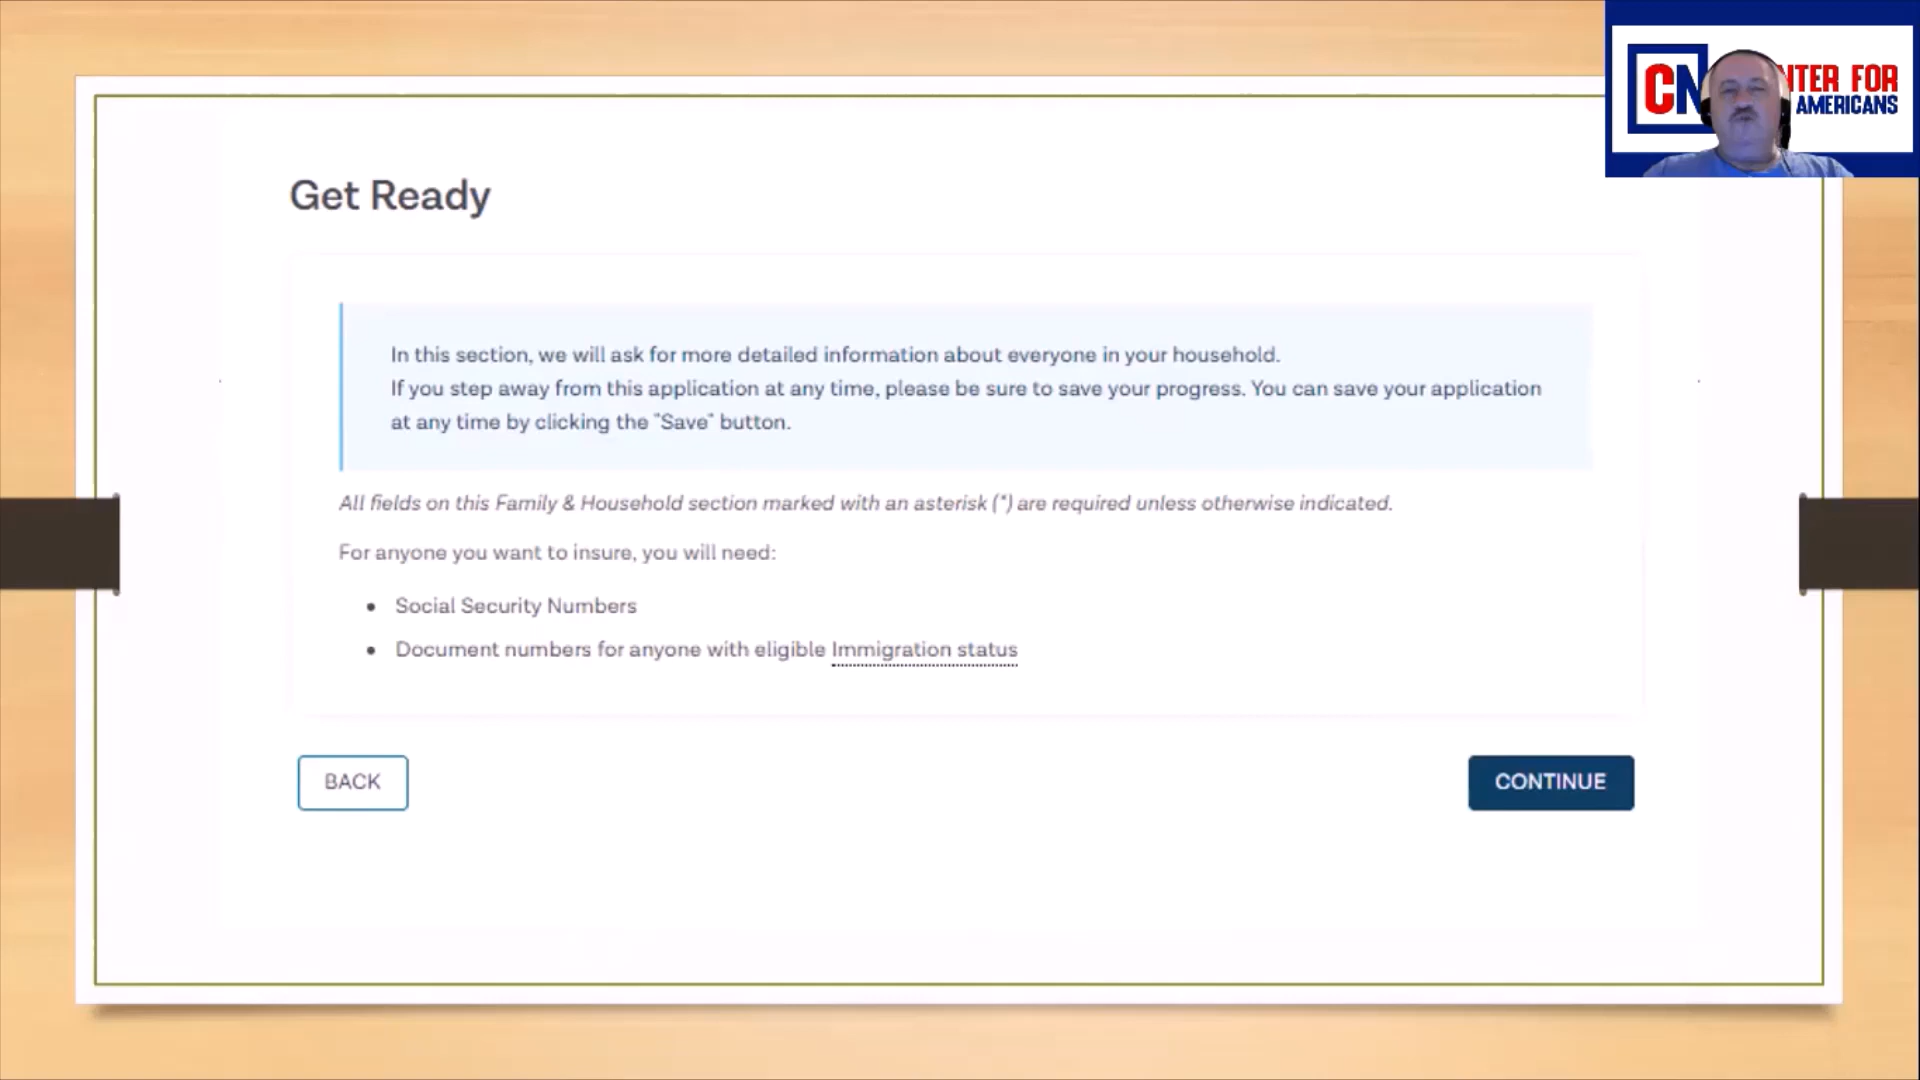 CN NTER FOR
AMERICANS
Get Ready
In this section, we will ask for more detailed information about everyone in your household.
If you step away from this application at any time, please be sure to save your progress. You can save your application
at any time by clicking the "Save" button.
All fields on this Family & Household section marked with an asterisk (*) are required unless otherwise indicated.
For anyone you want to insure, you will need:
• Social Security Numbers
• Document numbers for anyone with eligible Immigration status
BACK
CONTINUE